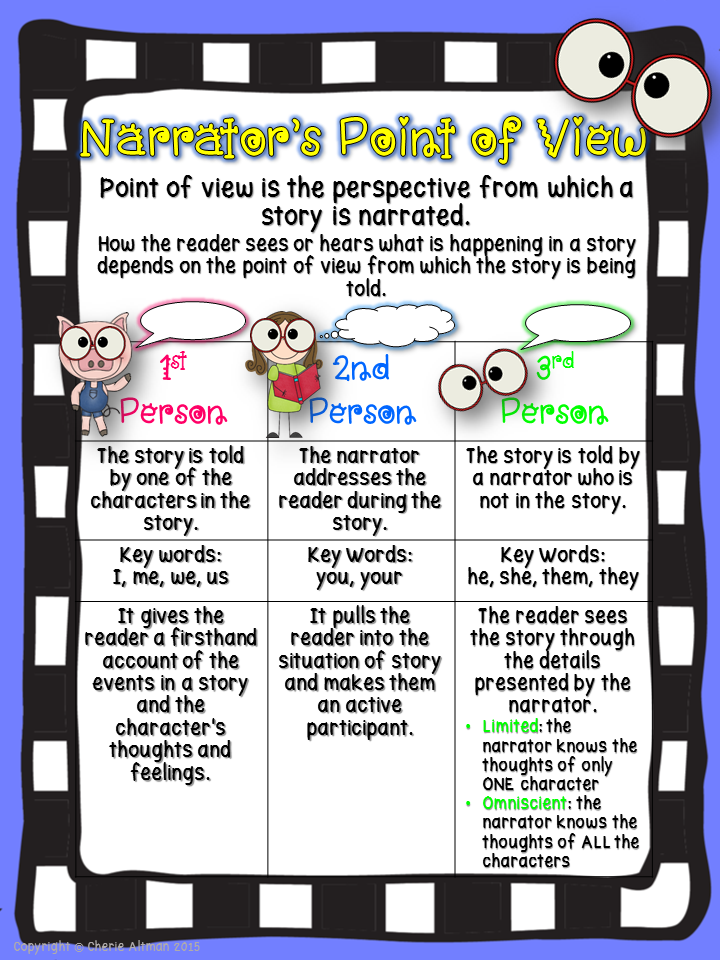 Narrator's Point of View
Point of view is the perspective from which a
story is narrated.
How the reader sees or hears what is happening in a story
depends on the point of view from which the story is being
told.
1st
Person
2nd
Person
3rd
Person
The story is told
by one of the
characters in the
story.
The narrator
addresses the
reader during the
story.
The story is told by
a narrator who is
not in the story.
Key words:
I, me, we, us
Key Words:
you, your
Key Words:
he, she, them, they
It gives the
reader a firsthand
account of the
events in a story
and the
character's
thoughts and
feelings.
It pulls the
reader into the
situation of story
and makes them
an active
participant.
The reader sees
the story through
the details
presented by the
narrator.
• Limited: the
narrator knows the
thoughts of only
ONE character
• Omniscient: the
narrator knows the
thoughts of ALL the
characters
Copyright © Cherie Altman 2015